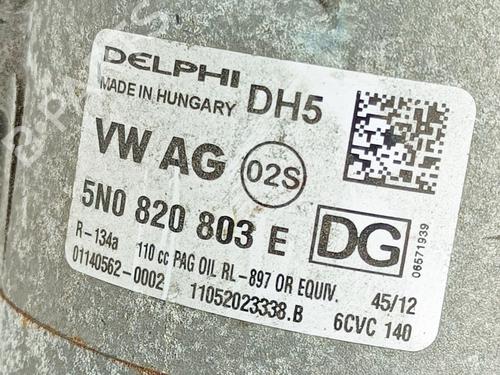 DELPHI
MADE IN HUNGARY DH5
VW AG 02S
5N0 820 803 E DG
R-134a 110 cc PAG OIL RL-897 OR EQUIV. 45/12
01140562-0002 11052023338.B 6CVC 140
06571939